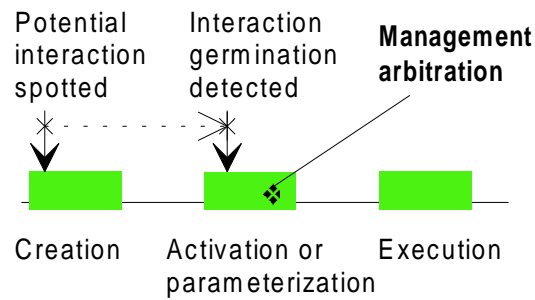 Potential
interaction
spotted
Interaction
germination
detected
Management
arbitration
Creation
Activation or
parameterization
Execution